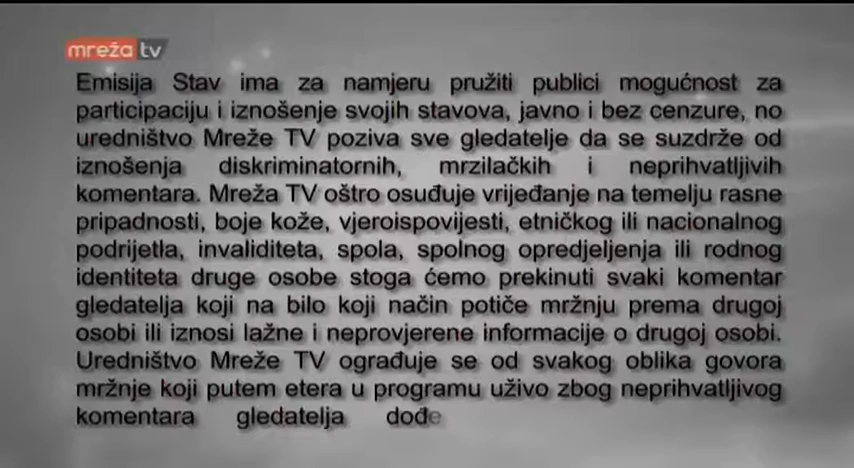 mreža tv
Emisija Stav ima za namjeru pružiti publici mogućnost za
participaciju i iznošenje svojih stavova, javno i bez cenzure, no
uredništvo Mreže TV poziva sve gledatelje da se suzdrže od
iznošenja diskriminatornih, mrzilačkih i neprihvatljivih
komentara. Mreža TV oštro osuđuje vrijeđanje na temelju rasne
pripadnosti, boje kože, vjeroispovijesti, etničkog ili nacionalnog
podrijetla, invaliditeta, spola, spolnog opredjeljenja ili rodnog
identiteta druge osobe stoga ćemo prekinuti svaki komentar
gledatelja koji na bilo koji način potiče mržnju prema drugoj
osobi ili iznosi lažne i neprovjerene informacije o drugoj osobi.
Uredništvo Mreže TV ograđuje se od svakog oblika govora
mržnje koji putem etera u programu uživo zbog neprihvatljivog
komentara gledatelja dođe